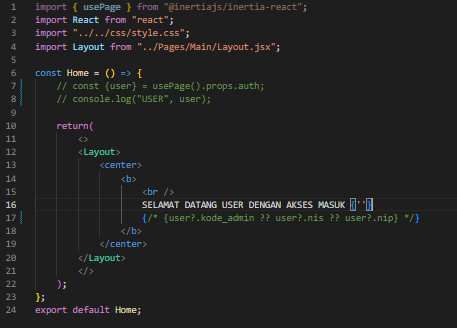 1 import { usePage } from "@inertiajs/inertia-react";
2 import React from "react";
3 import "../../css/style.css";
4 import Layout from "../Pages/Main/Layout.jsx";
5
6 const Home = () => {
7 // const {user} = usePage().props.auth;
8 // console.log("USER", user);
9
10 return(
11 <>
12 <Layout>
13 <center>
14 <b>
15 <br />
16 SELAMAT DATANG USER DENGAN AKSES MASUK {''}
17 {/* {user?.kode_admin ?? user?.nis ?? user?.nip} */}
18 </b>
19 </center>
20 </Layout>
21 </>
22 );
23 };
24 export default Home;